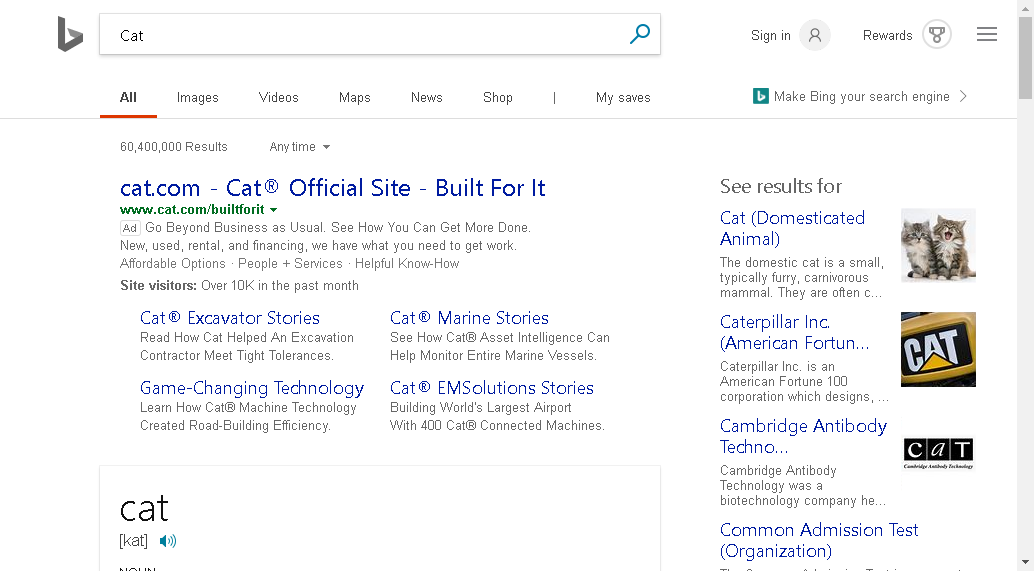 Cat
Sign in
Rewards
All
Images
Videos
Maps
News
Shop
|
My saves
Make Bing your search engine
60,400,000 Results
Any time
cat.com - Cat® Official Site - Built For It
www.cat.com/builtforit
Ad Go Beyond Business as Usual. See How You Can Get More Done.
New, used, rental, and financing, we have what you need to get work.
Affordable Options · People + Services · Helpful Know-How
Site visitors: Over 10K in the past month
Cat® Excavator Stories
Read How Cat Helped An Excavation
Contractor Meet Tight Tolerances.
Cat® Marine Stories
See How Cat® Asset Intelligence Can
Help Monitor Entire Marine Vessels.
Game-Changing Technology
Learn How Cat® Machine Technology
Created Road-Building Efficiency.
Cat® EMSolutions Stories
Building World's Largest Airport
With 400 Cat® Connected Machines.
cat
[kat]
NOUN
See results for
Cat (Domesticated
Animal)
The domestic cat is a small,
typically furry, carnivorous
mammal. They are often c...
Caterpillar Inc.
(American Fortun...
Caterpillar Inc. is an
American Fortune 100
corporation which designs, ...
CAT
Cambridge Antibody
Techno...
Cambridge Antibody
Technology was a
biotechnology company he...
CaT
Cambridge Antibody Technology
Common Admission Test
(Organization)